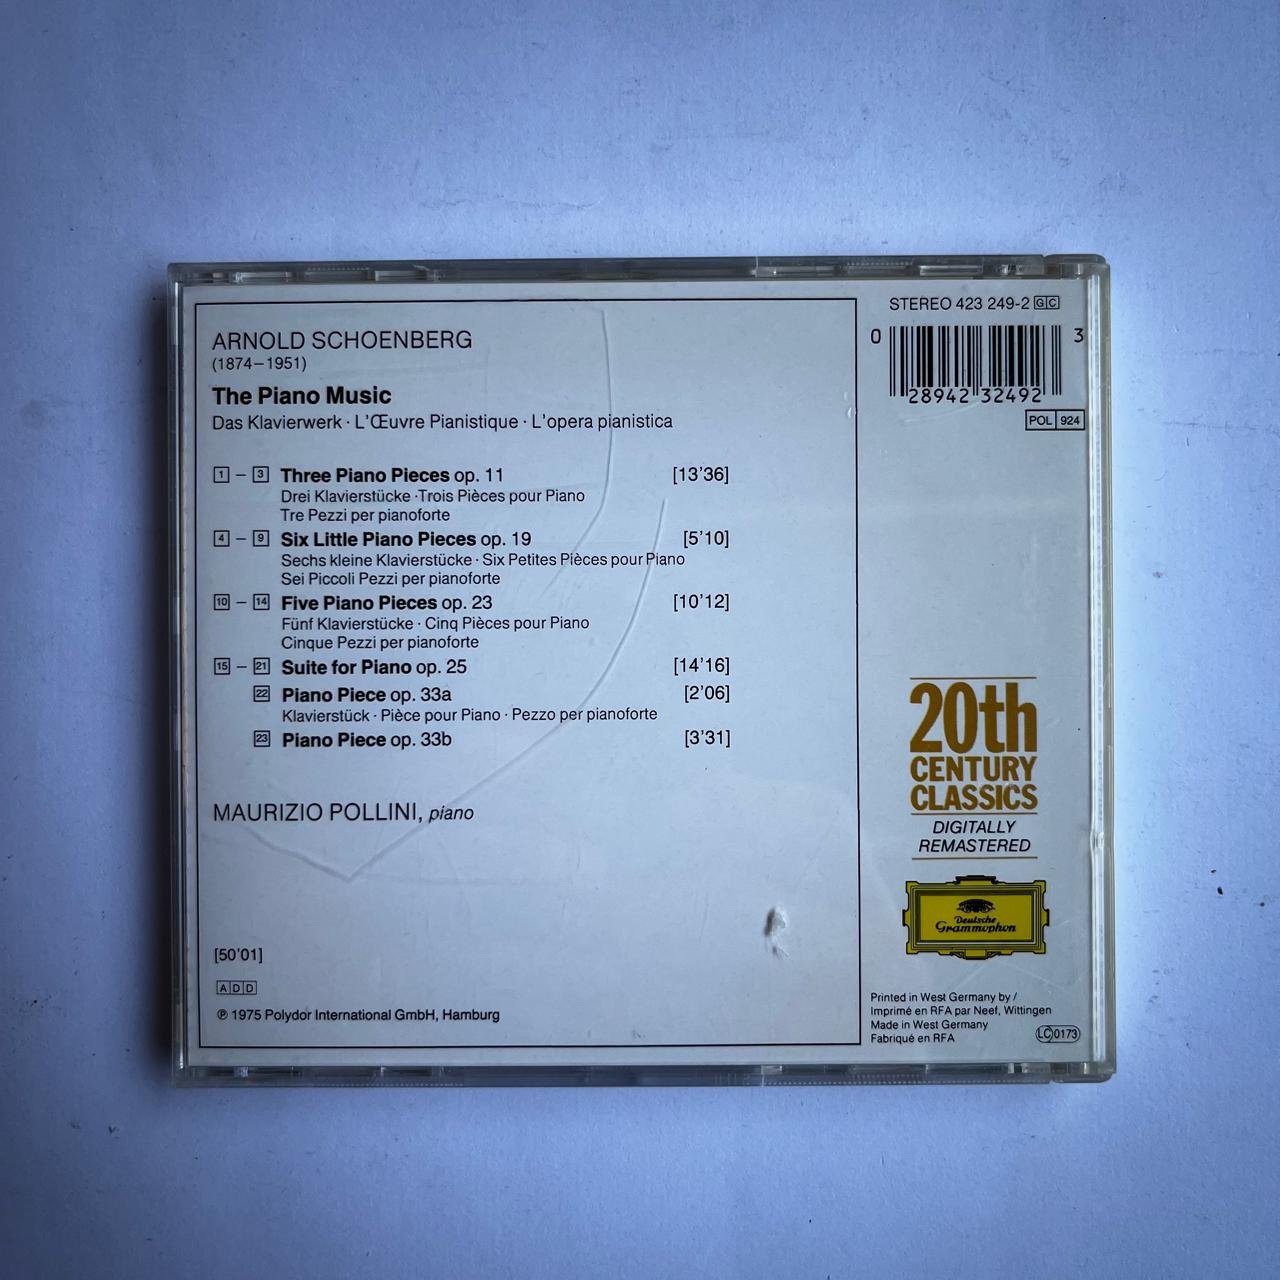 ARNOLD SCHOENBERG
(1874–1951)
The Piano Music
Das Klavierwerk · L'Œuvre Pianistique · L'opera pianistica
1 – 3 Three Piano Pieces op. 11 [13'36]
Drei Klavierstücke ·Trois Pièces pour Piano
Tre Pezzi per pianoforte
4 – 9 Six Little Piano Pieces op. 19 [5'10]
Sechs kleine Klavierstücke · Six Petites Pièces pour Piano
Sei Piccoli Pezzi per pianoforte
10 – 14 Five Piano Pieces op. 23 [10'12]
Fünf Klavierstücke · Cinq Pièces pour Piano
Cinque Pezzi per pianoforte
15 – 21 Suite for Piano op. 25 [14'16]
22 Piano Piece op. 33a [2'06]
Klavierstück · Pièce pour Piano · Pezzo per pianoforte
23 Piano Piece op. 33b [3'31]
MAURIZIO POLLINI, piano
[50'01]
ADD
℗ 1975 Polydor International GmbH, Hamburg
STEREO 423 249-2 GC
0 28942 32492 3
POL 924
20th
CENTURY
CLASSICS
DIGITALLY
REMASTERED
Deutsche
Grammophon
Printed in West Germany by /
Imprimé en RFA par Neef, Wittingen
Made in West Germany
Fabriqué en RFA
LC 0173